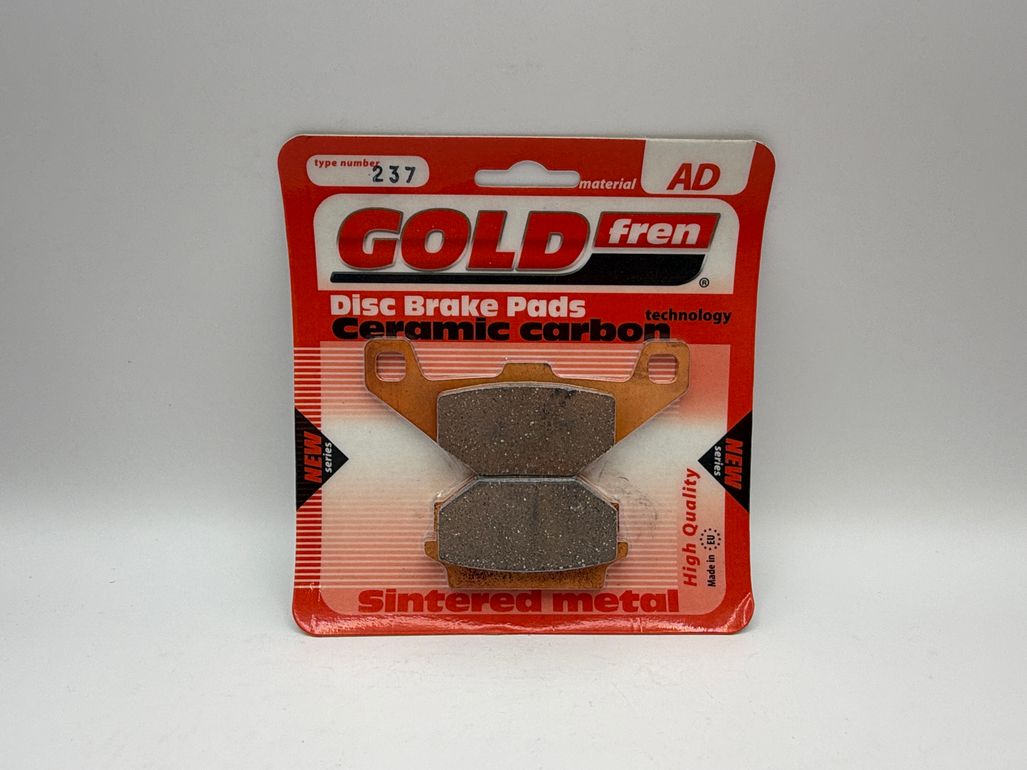 type number
237
material AD
GOLD fren ®
Disc Brake Pads
technology
Ceramic carbon
NEW
series
NEW
series
High Quality
Made in EU
Sintered metal